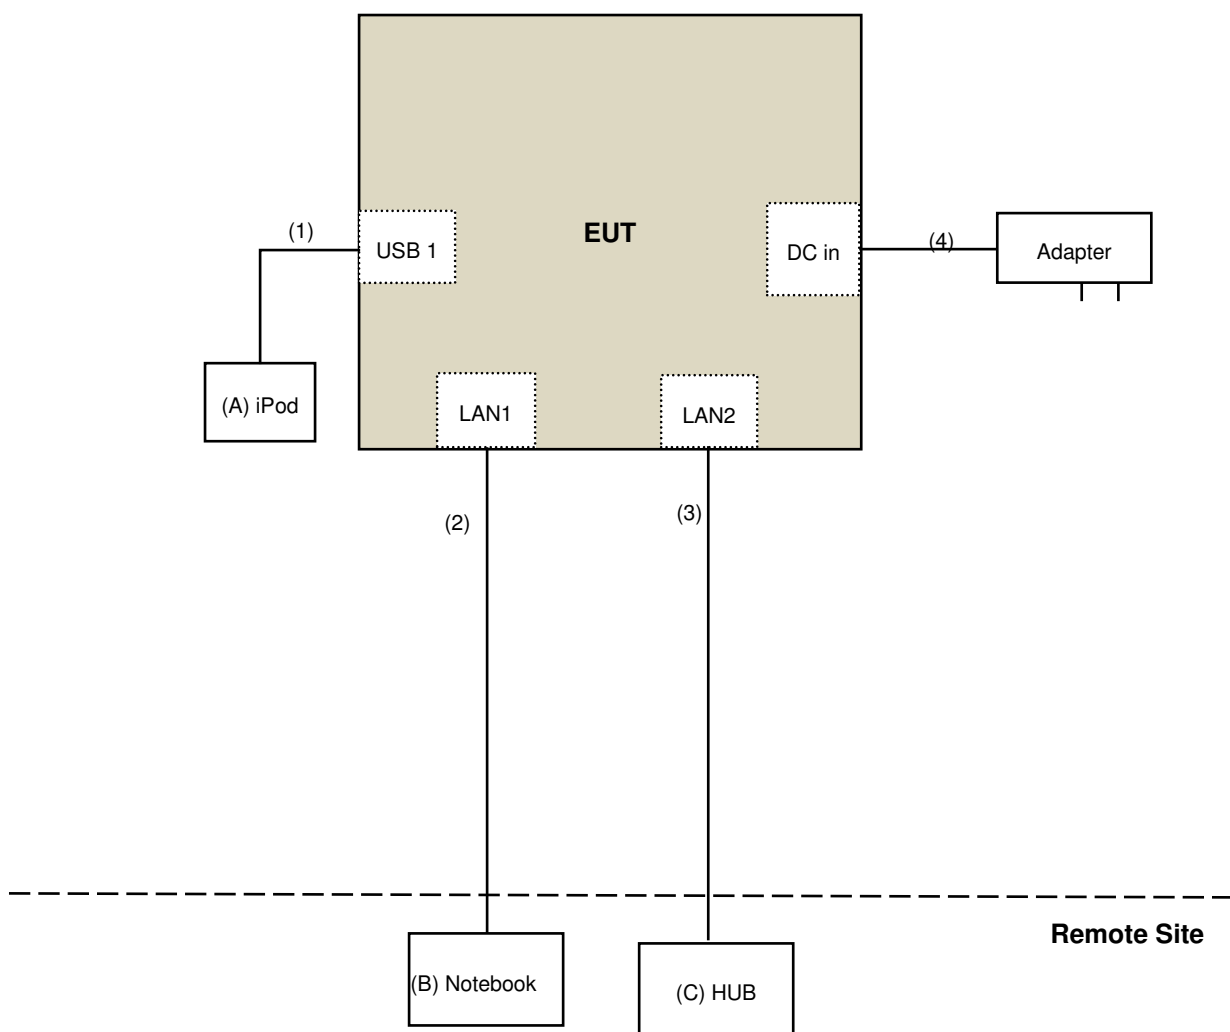 (1)
USB 1
EUT
DC in
(4)
Adapter
(A) iPod
LAN1
LAN2
(2)
(3)
Remote Site
(B) Notebook
(C) HUB